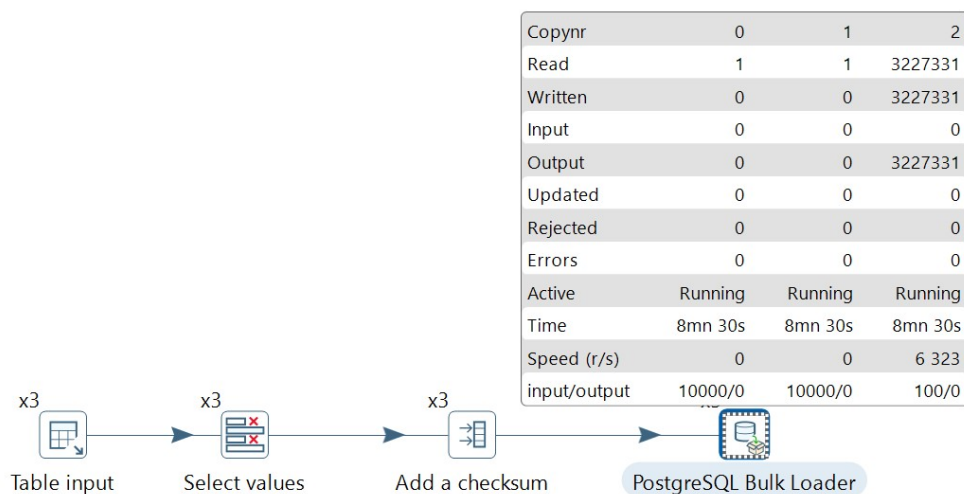 Copynr 0 1 2
Read 1 1 3227331
Written 0 0 3227331
Input 0 0 0
Output 0 0 3227331
Updated 0 0 0
Rejected 0 0 0
Errors 0 0 0
Active Running Running Running
Time 8mn 30s 8mn 30s 8mn 30s
Speed (r/s) 0 0 6 323
input/output 10000/0 10000/0 100/0
x3 x3 x3
Table input Select values Add a checksum PostgreSQL Bulk Loader